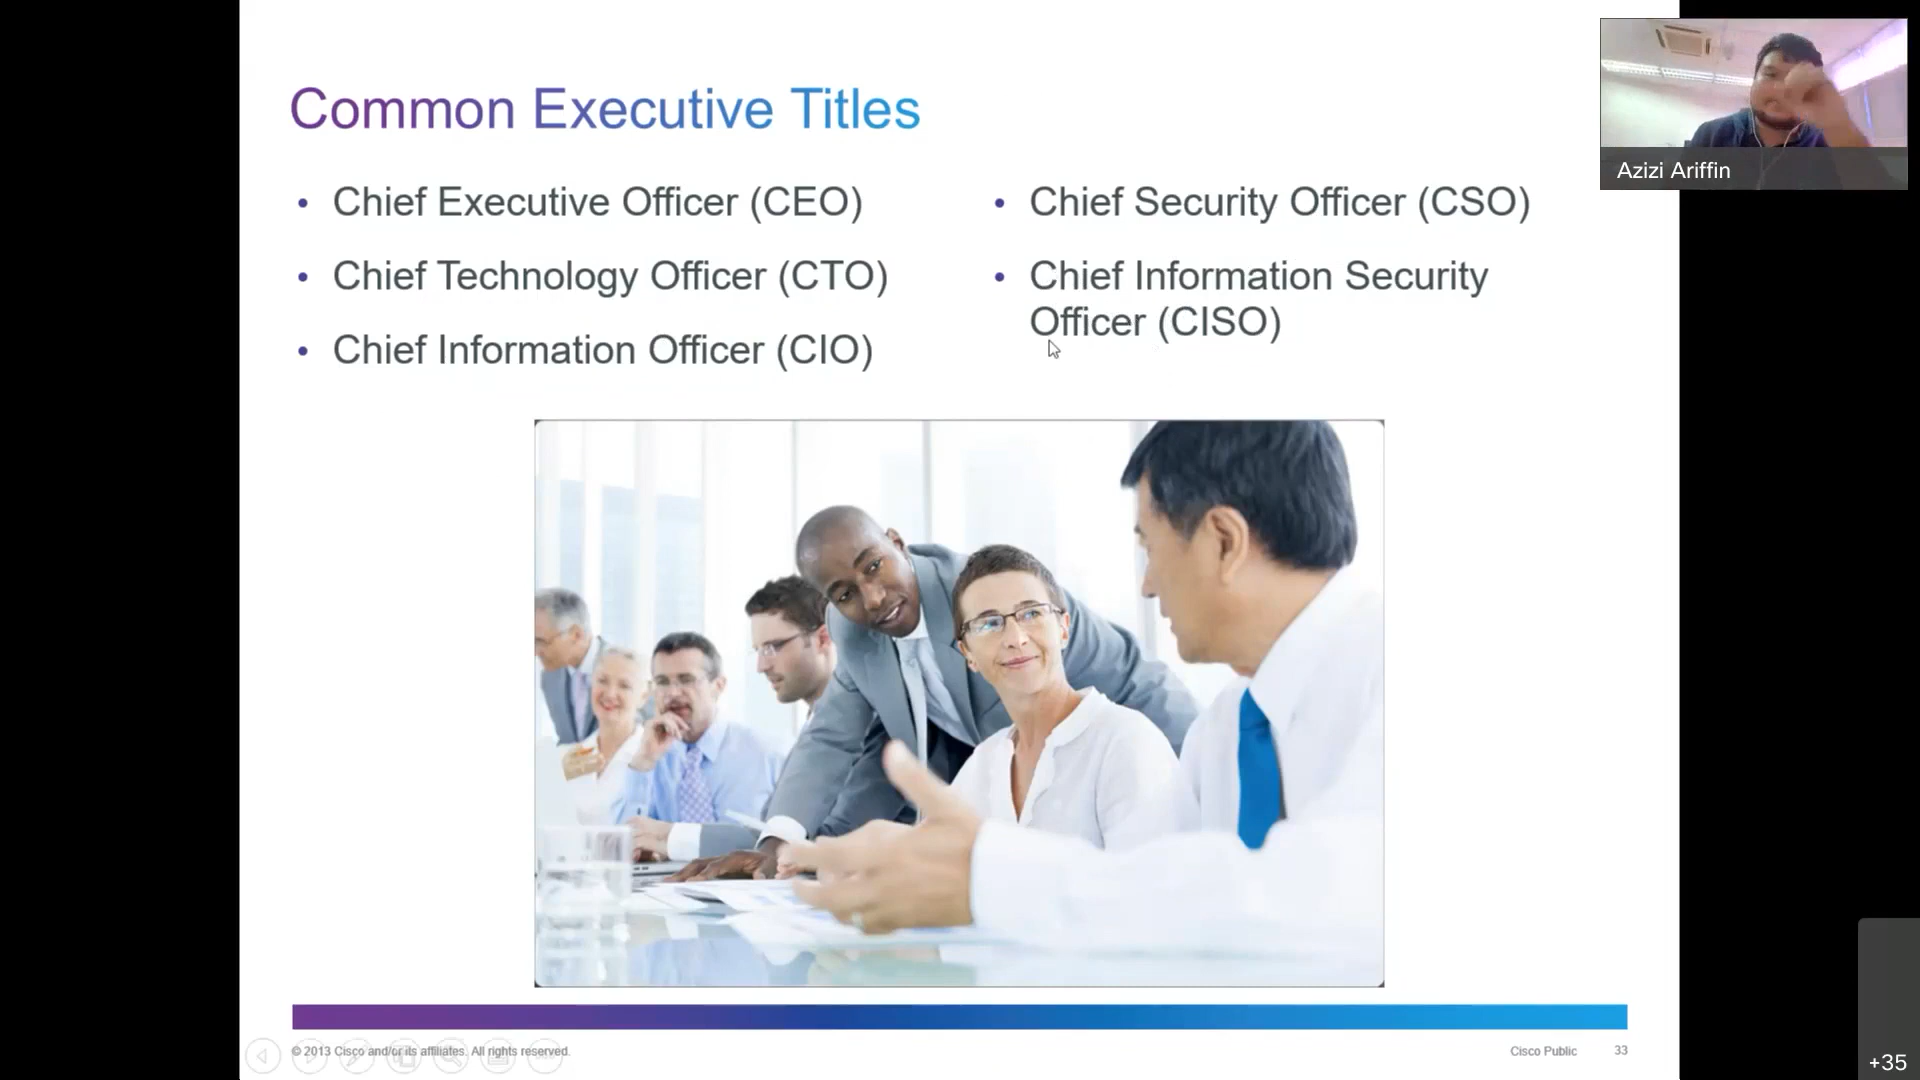 Common Executive Titles
• Chief Executive Officer (CEO)
• Chief Technology Officer (CTO)
• Chief Information Officer (CIO)
• Chief Security Officer (CSO)
• Chief Information Security
Officer (CISO)
Azizi Ariffin
© 2013 Cisco and/or its affiliates. All rights reserved.
Cisco Public
33
+35